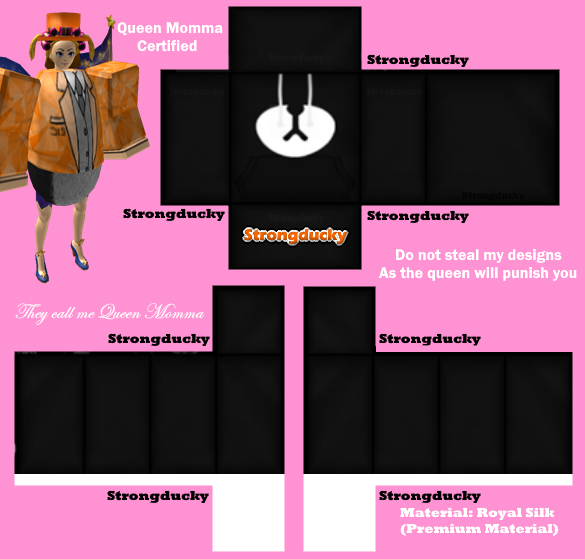 Queen Momma
Certified
Strongducky
Strongducky
Strongducky
Strongducky
Strongducky
Do not steal my designs
As the queen will punish you
They call me Queen Momma
Strongducky
Strongducky
Strongducky
Strongducky
Material: Royal Silk
(Premium Material)